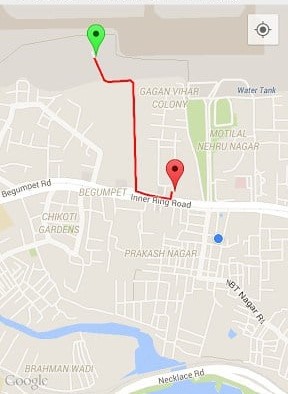 GAGAN VIHAR
COLONY
Water Tank
MOTILAL
NEHRU NAGAR
Begumpet Rd
BEGUMPET
Inner Ring Road
CHIKOTI
GARDENS
PRAKASH NAGAR
SBT Nagar Rd
BRAHMAN WADI
Necklace Rd
Google